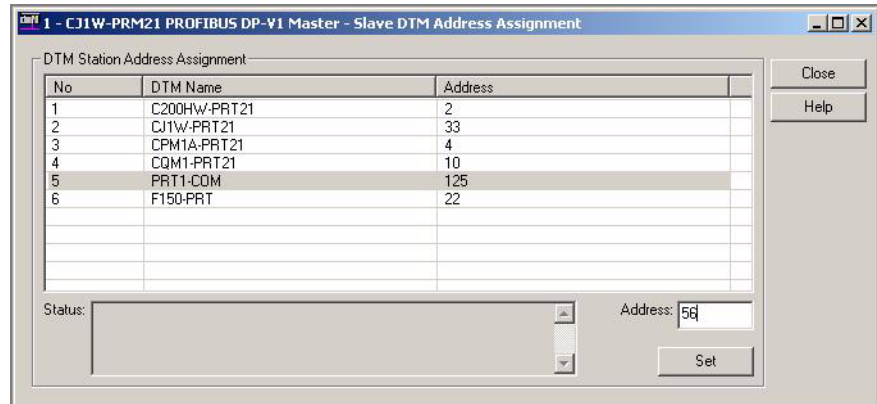 1 - CJ1W-PRM21 PROFIBUS DP-V1 Master - Slave DTM Address Assignment
DTM Station Address Assignment
No DTM Name Address
1 C200HW-PRT21 2
2 CJ1W-PRT21 33
3 CPM1A-PRT21 4
4 CQM1-PRT21 10
5 PRT1-COM 125
6 F150-PRT 22
Close
Help
Status:
Address: 56
Set